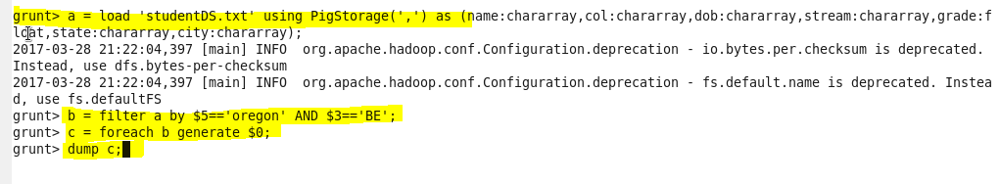 grunt> a = load 'studentDS.txt' using PigStorage(',') as (name:chararray,col:chararray,dob:chararray,stream:chararray,grade:f
loat,state:chararray,city:chararray);
2017-03-28 21:22:04,397 [main] INFO  org.apache.hadoop.conf.Configuration.deprecation - io.bytes.per.checksum is deprecated.
Instead, use dfs.bytes-per-checksum
2017-03-28 21:22:04,397 [main] INFO  org.apache.hadoop.conf.Configuration.deprecation - fs.default.name is deprecated. Instea
d, use fs.defaultFS
grunt> b = filter a by $5=='oregon' AND $3=='BE';
grunt> c = foreach b generate $0;
grunt> dump c;